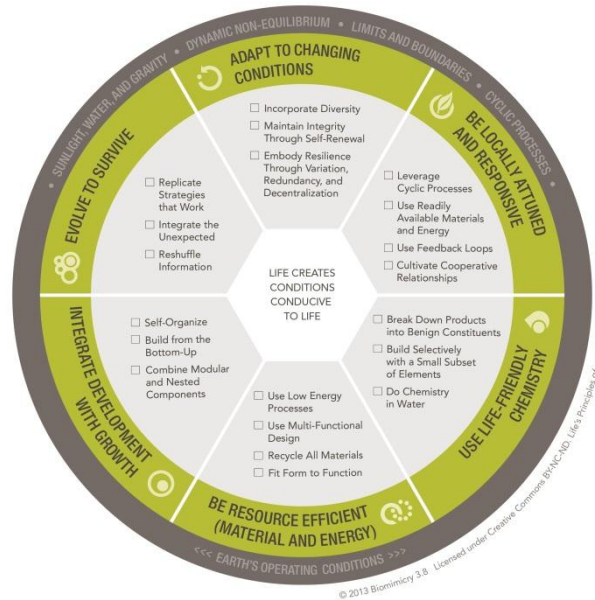 SUNLIGHT, WATER, AND GRAVITY • DYNAMIC NON-EQUILIBRIUM • LIMITS AND BOUNDARIES • CYCLIC PROCESSES •
ADAPT TO CHANGING
CONDITIONS
Incorporate Diversity
Maintain Integrity
Through Self-Renewal
Embody Resilience
Through Variation,
Redundancy, and
Decentralization
BE LOCALLY ATTUNED
AND RESPONSIVE
Leverage
Cyclic Processes
Use Readily
Available Materials
and Energy
Use Feedback Loops
Cultivate Cooperative
Relationships
USE LIFE-FRIENDLY
CHEMISTRY
Break Down Products
into Benign Constituents
Build Selectively
with a Small Subset
of Elements
Do Chemistry
in Water
BE RESOURCE EFFICIENT
(MATERIAL AND ENERGY)
Use Low Energy
Processes
Use Multi-Functional
Design
Recycle All Materials
Fit Form to Function
INTEGRATE DEVELOPMENT
WITH GROWTH
Self-Organize
Build from the
Bottom-Up
Combine Modular
and Nested
Components
EVOLVE TO SURVIVE
Replicate
Strategies
that Work
Integrate the
Unexpected
Reshuffle
Information
LIFE CREATES
CONDITIONS
CONDUCIVE
TO LIFE
<<< EARTH'S OPERATING CONDITIONS >>>
© 2013 Biomimicry 3.8 Licensed under Creative Commons BY-NC-ND. Life's Principles of